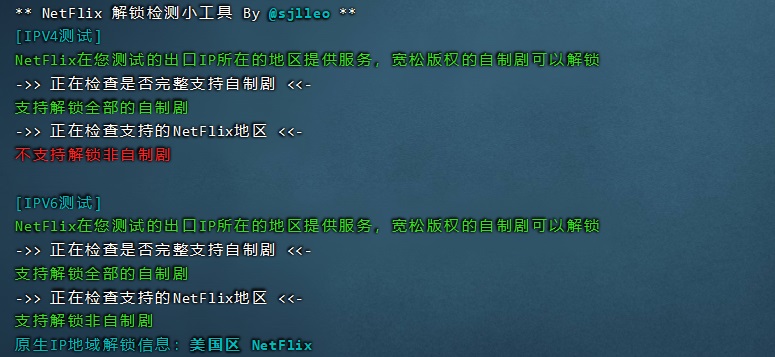 ** NetFlix 解锁检测小工具 By @sjlleo **
[IPV4测试]
NetFlix在您测试的出口IP所在的地区提供服务，宽松版权的自制剧可以解锁
->> 正在检查是否完整支持自制剧 <<-
支持解锁全部的自制剧
->> 正在检查支持的NetFlix地区 <<-
不支持解锁非自制剧
[IPV6测试]
NetFlix在您测试的出口IP所在的地区提供服务，宽松版权的自制剧可以解锁
->> 正在检查是否完整支持自制剧 <<-
支持解锁全部的自制剧
->> 正在检查支持的NetFlix地区 <<-
支持解锁非自制剧
原生IP地域解锁信息：美国区 NetFlix